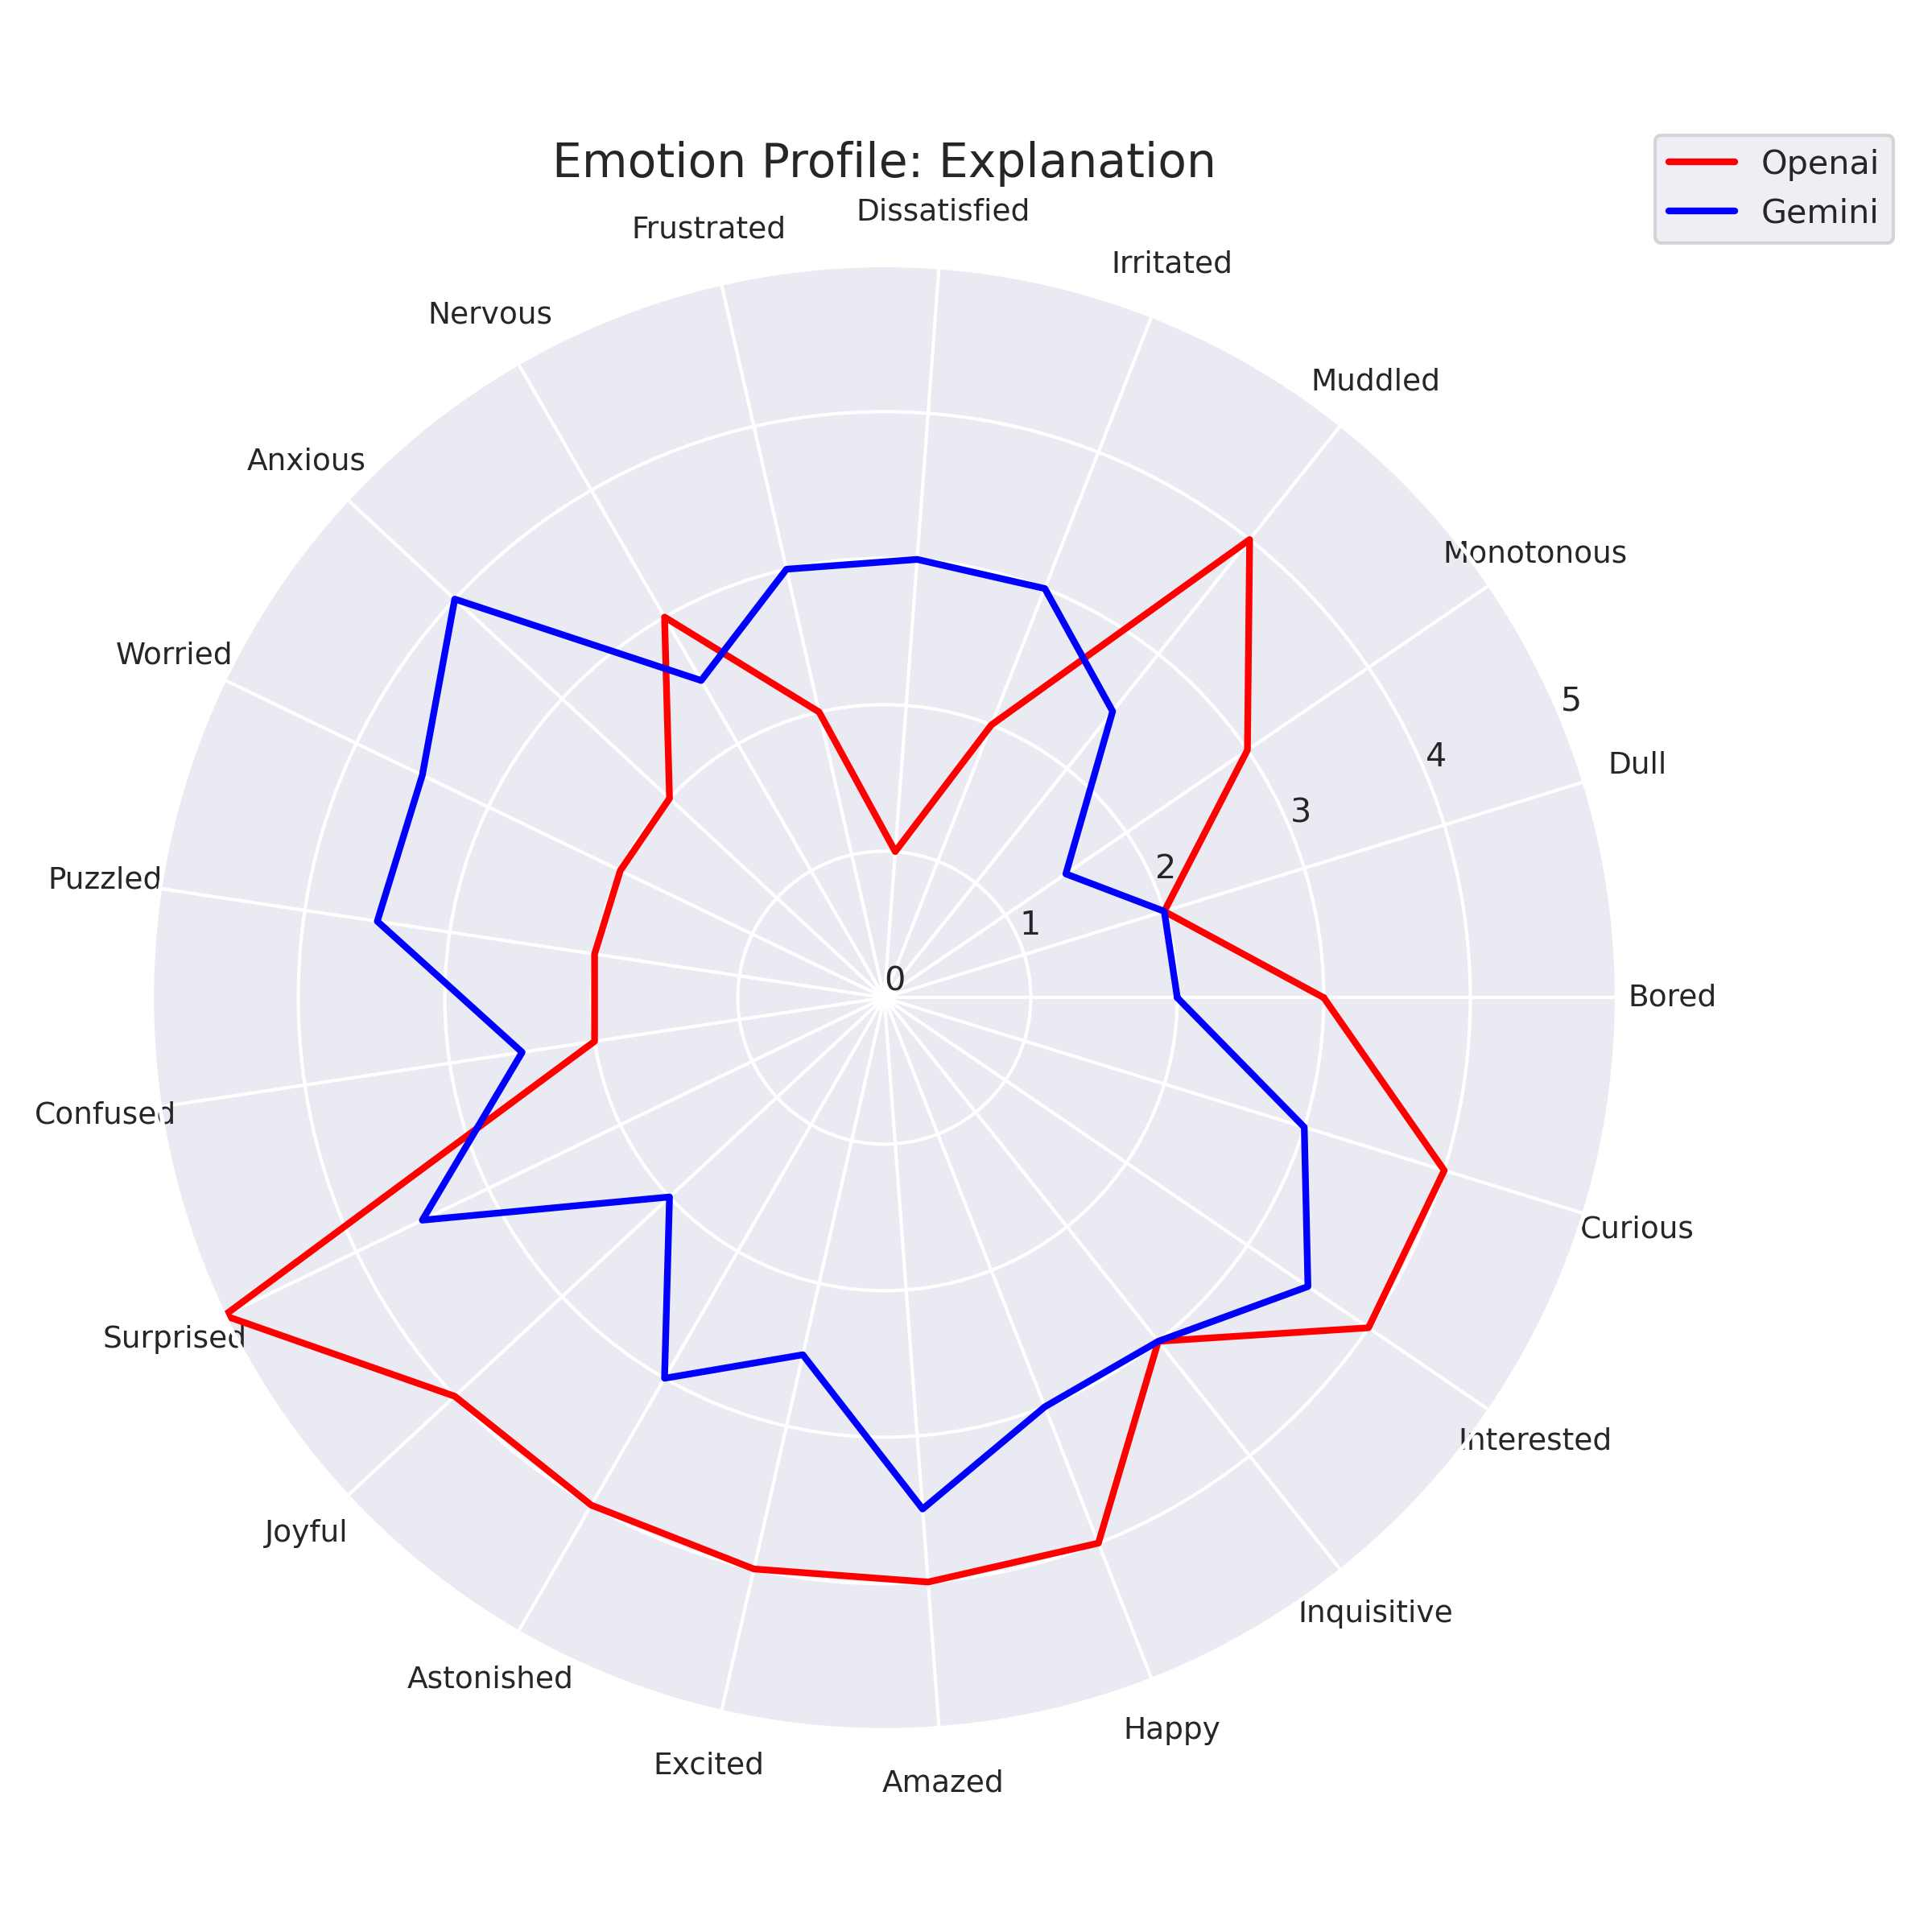 Emotion Profile: Explanation
Openai
Gemini
Dissatisfied
Frustrated
Irritated
Nervous
Muddled
Anxious
Monotonous
Worried
5
4
Dull
3
Puzzled
2
1
0
Bored
Confused
Curious
Surprised
Interested
Joyful
Inquisitive
Astonished
Happy
Excited
Amazed